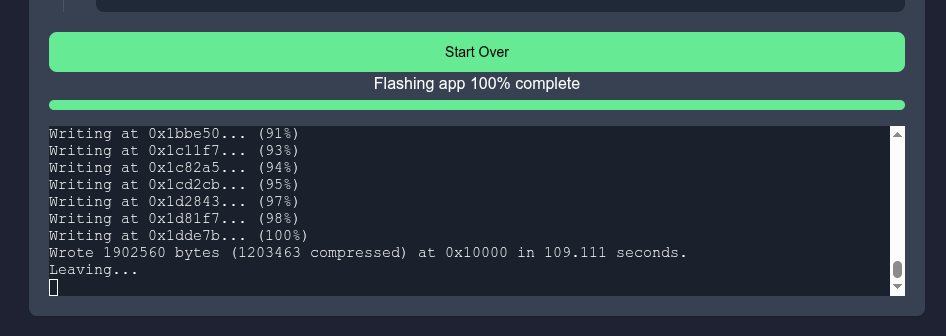 Start Over
Flashing app 100% complete
Writing at 0x1bbe50... (91%)
Writing at 0x1c11f7... (93%)
Writing at 0x1c82a5... (94%)
Writing at 0x1cd2cb... (95%)
Writing at 0x1d2843... (97%)
Writing at 0x1d81f7... (98%)
Writing at 0x1dde7b... (100%)
Wrote 1902560 bytes (1203463 compressed) at 0x10000 in 109.111 seconds.
Leaving...